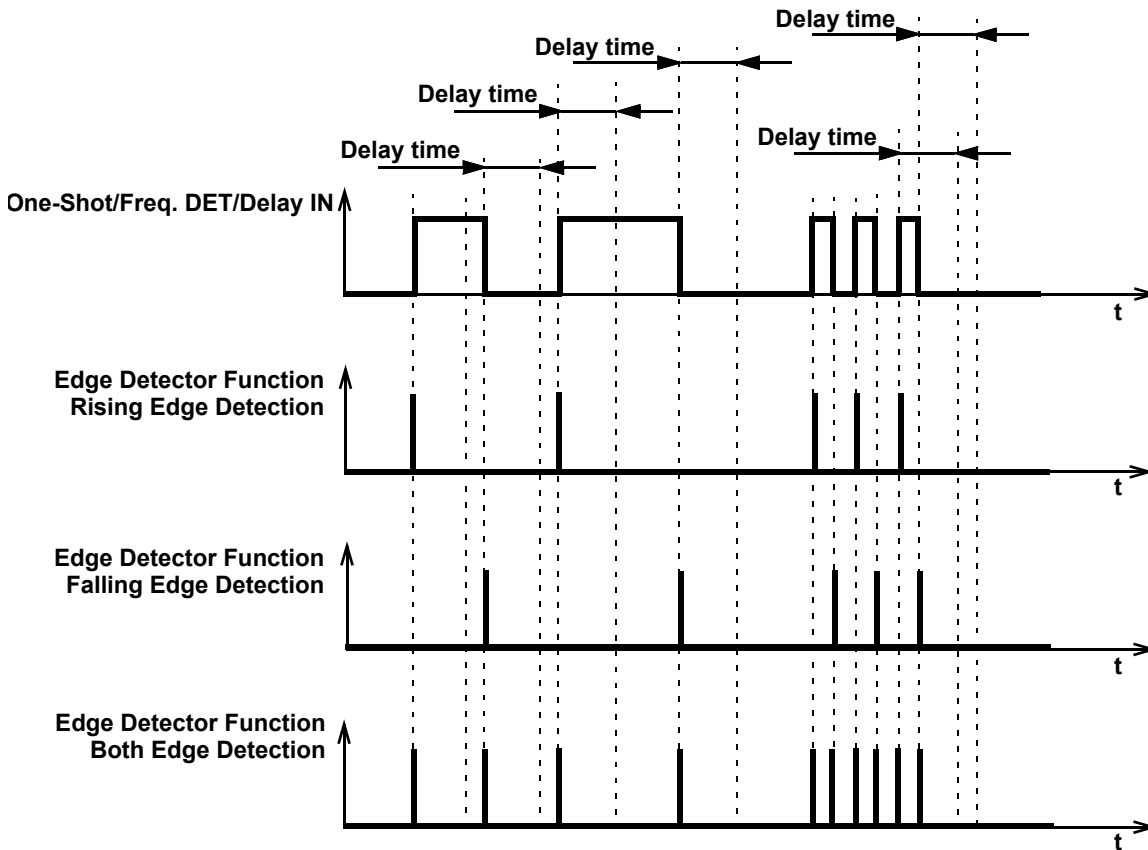 Delay time
Delay time
Delay time
Delay time
Delay time
One-Shot/Freq. DET/Delay IN
t
Edge Detector Function
Rising Edge Detection
t
Edge Detector Function
Falling Edge Detection
t
Edge Detector Function
Both Edge Detection
t